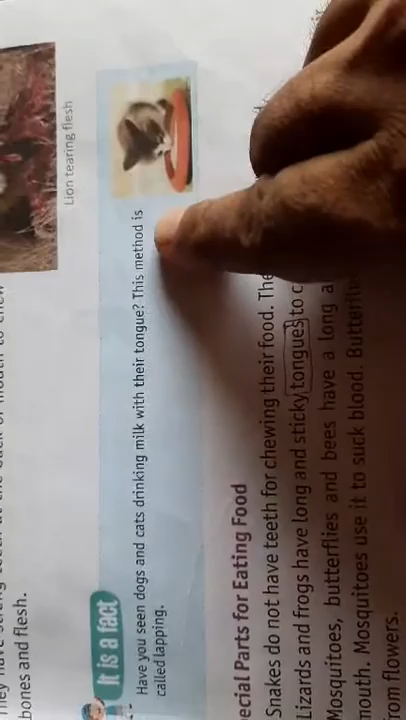 bones and flesh.
Lion tearing flesh
It is a fact
Have you seen dogs and cats drinking milk with their tongue? This method is
called lapping.
ecial Parts for Eating Food
Snakes do not have teeth for chewing their food. The
Lizards and frogs have long and sticky tongues to c
Mosquitoes, butterflies and bees have a long a
mouth. Mosquitoes use it to suck blood. Butterfl
from flowers.